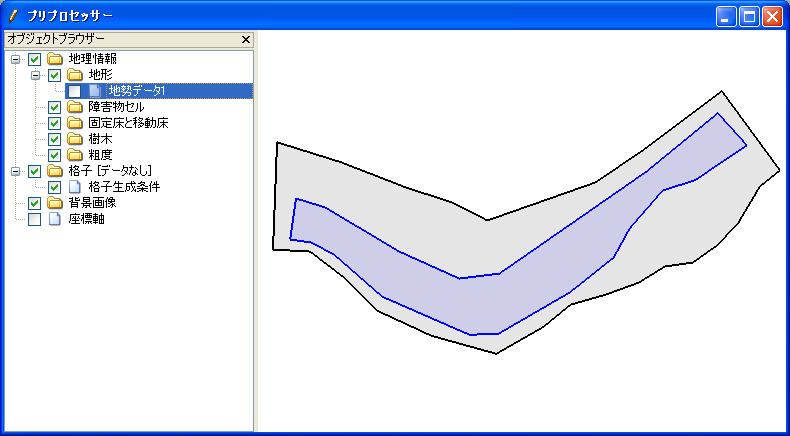 プリプロセッサー
オブジェクトブラウザー
地理情報
地形
地勢データ1
障害物セル
固定床と移動床
樹木
粗度
格子 [データなし]
格子生成条件
背景画像
座標軸